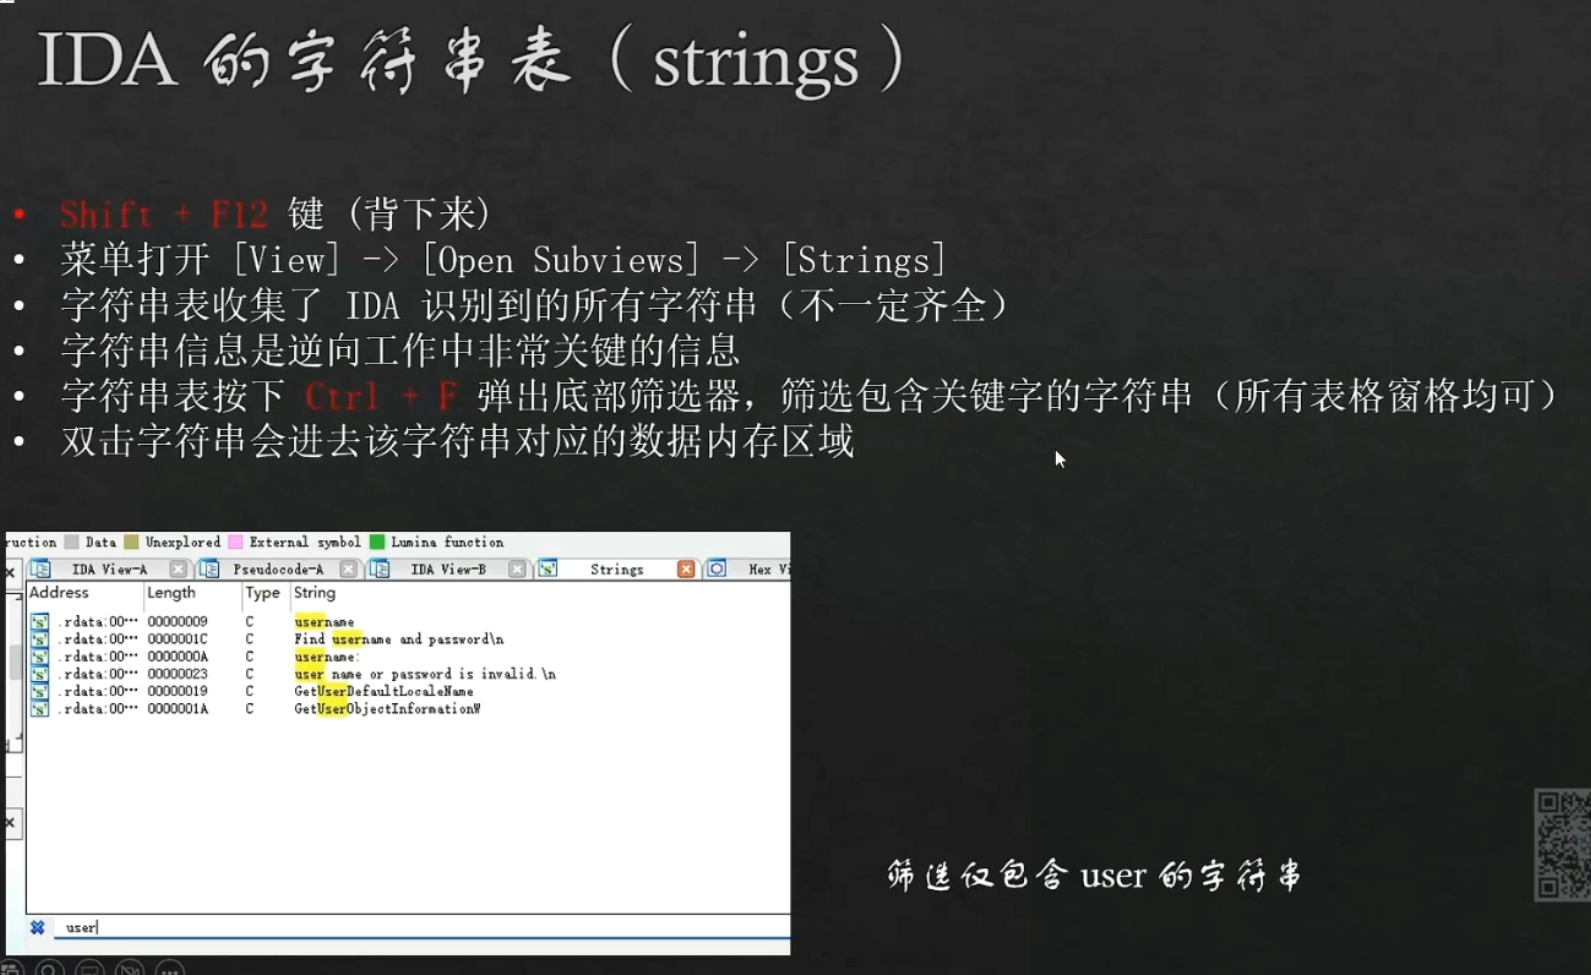 IDA 的字符串表（strings）
• Shift + F12 键 (背下来)
• 菜单打开 [View] -> [Open Subviews] -> [Strings]
• 字符串表收集了 IDA 识别到的所有字符串（不一定齐全）
• 字符串信息是逆向工作中非常关键的信息
• 字符串表按下 Ctrl + F 弹出底部筛选器，筛选包含关键字的字符串（所有表格窗格均可）
• 双击字符串会进去该字符串对应的数据内存区域
ruction Data Unexplored External symbol Lumina function
IDA View-A Pseudocode-A IDA View-B Strings Hex Vi
Address Length Type String
.rdata:00… 00000009 C username
.rdata:00… 0000001C C Find username and password\n
.rdata:00… 0000000A C username:
.rdata:00… 00000023 C user name or password is invalid.\n
.rdata:00… 00000019 C GetUserDefaultLocaleName
.rdata:00… 0000001A C GetUserObjectInformationW
筛选仅包含 user 的字符串
user